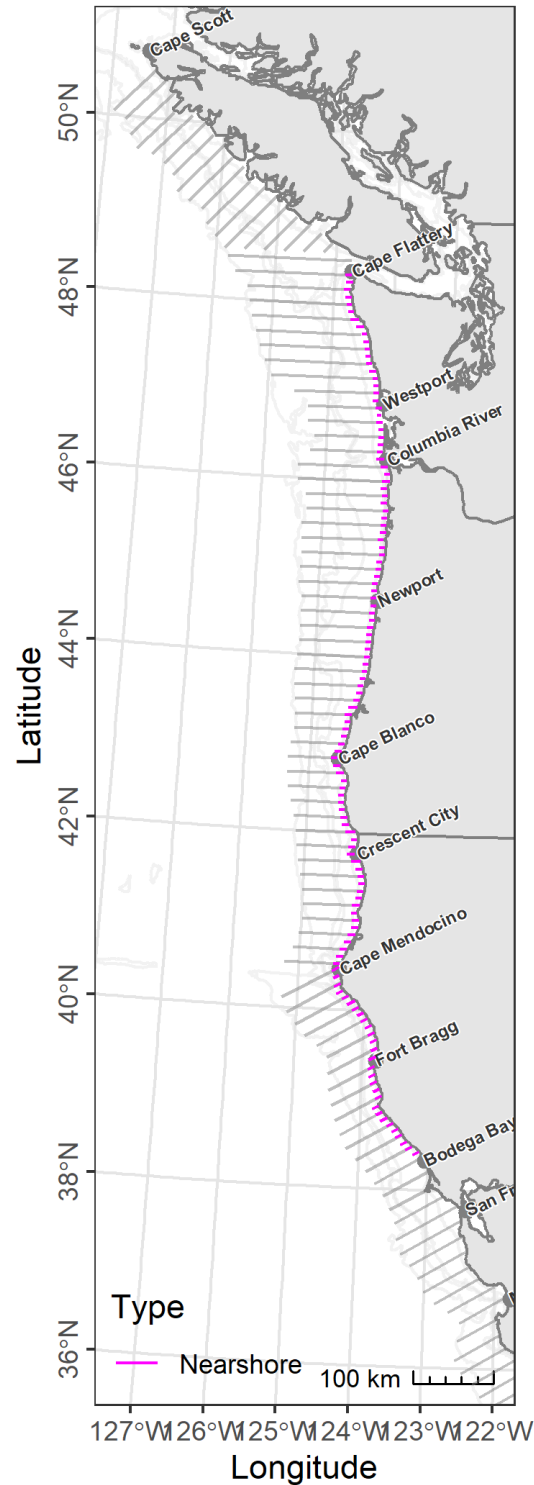 Cape Scott
50°N
Cape Flattery
48°N
Westport
Columbia River
46°N
Newport
44°N
Latitude
Cape Blanco
42°N
Crescent City
Cape Mendocino
40°N
Fort Bragg
Bodega Bay
38°N
San Fr
Type
Nearshore
100 km
36°N
127°W 126°W 125°W 124°W 123°W 122°W
Longitude